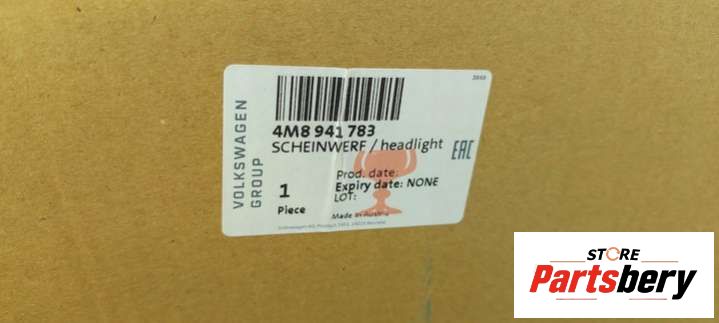 3869
VOLKSWAGEN
GROUP
4M8 941 783
SCHEINWERF / headlight
EAC
Prod. date:
Expiry date: NONE
LOT:
1
Piece
Made in Austria
STORE
Partsbery